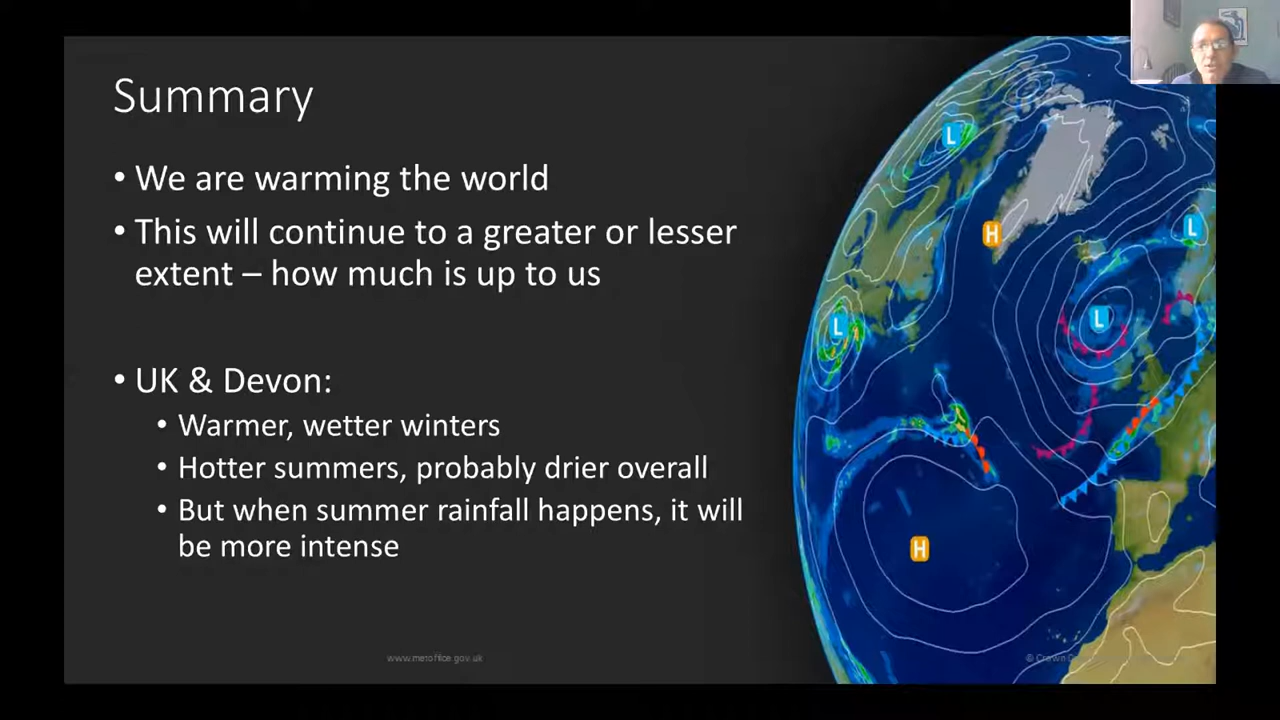 Summary
• We are warming the world
• This will continue to a greater or lesser
extent – how much is up to us
• UK & Devon:
• Warmer, wetter winters
• Hotter summers, probably drier overall
• But when summer rainfall happens, it will
be more intense
L
H
L
L
L
H
www.metoffice.gov.uk
© Crown